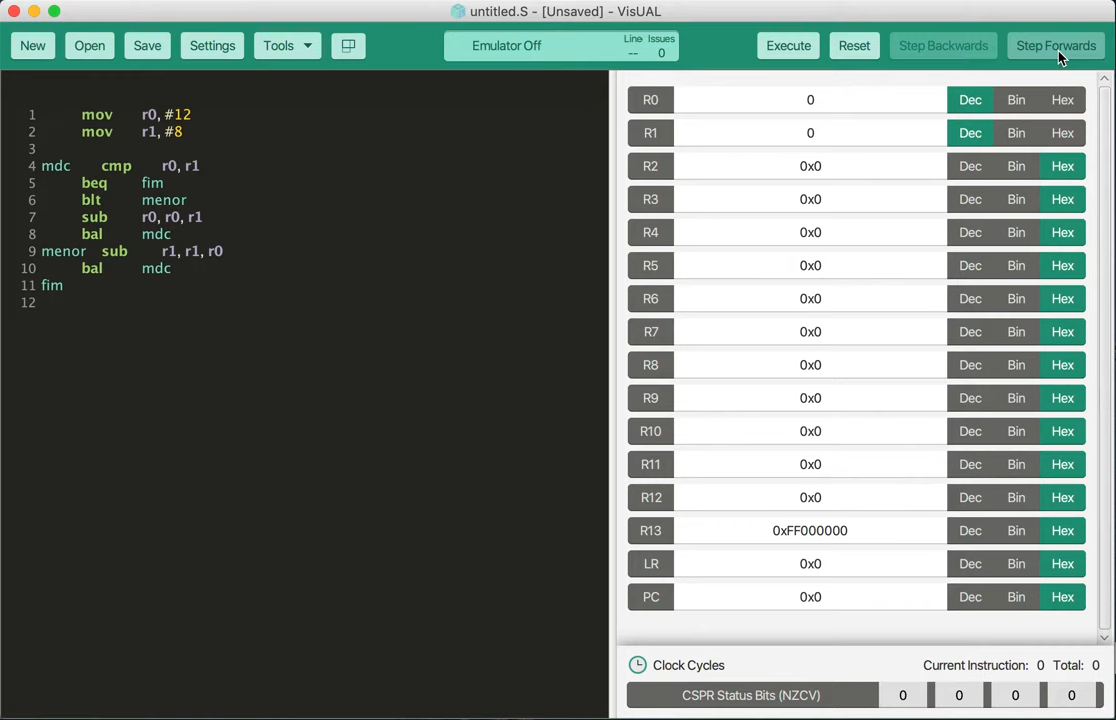 untitled.S - [Unsaved] - VisUAL
New Open Save Settings Tools Emulator Off Line Issues -- 0 Execute Reset Step Backwards Step Forwards
1 mov r0, #12
2 mov r1, #8
3
4 mdc cmp r0, r1
5 beq fim
6 blt menor
7 sub r0, r0, r1
8 bal mdc
9 menor sub r1, r1, r0
10 bal mdc
11 fim
12
R0 0 Dec Bin Hex
R1 0 Dec Bin Hex
R2 0x0 Dec Bin Hex
R3 0x0 Dec Bin Hex
R4 0x0 Dec Bin Hex
R5 0x0 Dec Bin Hex
R6 0x0 Dec Bin Hex
R7 0x0 Dec Bin Hex
R8 0x0 Dec Bin Hex
R9 0x0 Dec Bin Hex
R10 0x0 Dec Bin Hex
R11 0x0 Dec Bin Hex
R12 0x0 Dec Bin Hex
R13 0xFF000000 Dec Bin Hex
LR 0x0 Dec Bin Hex
PC 0x0 Dec Bin Hex
Clock Cycles Current Instruction: 0 Total: 0
CSPR Status Bits (NZCV) 0 0 0 0